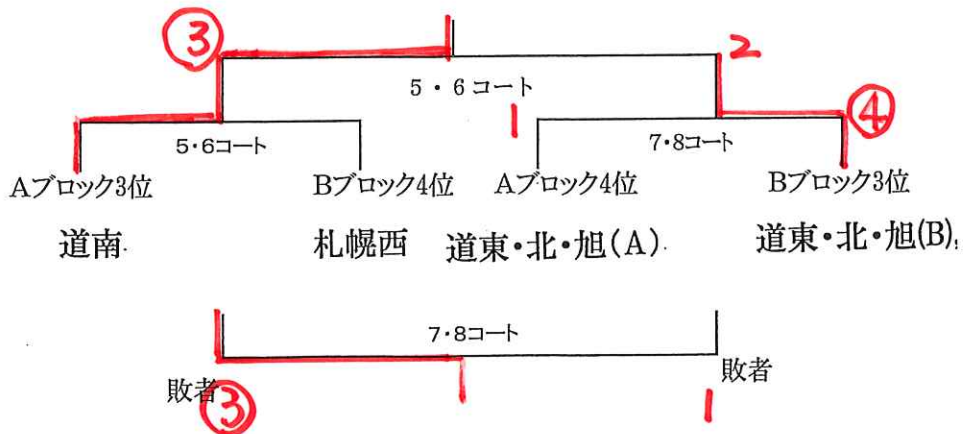 ③ 2
5・6コート
1 ④
5・6コート 7・8コート
Aブロック3位 Bブロック4位 Aブロック4位 Bブロック3位
道南 札幌西 道東・北・旭(A) 道東・北・旭(B)
7・8コート
敗者 敗者
③ 1